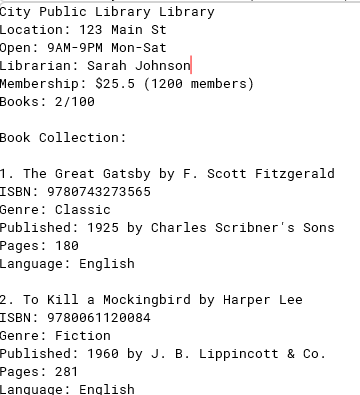 City Public Library Library
Location: 123 Main St
Open: 9AM-9PM Mon-Sat
Librarian: Sarah Johnson
Membership: $25.5 (1200 members)
Books: 2/100
Book Collection:
1. The Great Gatsby by F. Scott Fitzgerald
ISBN: 9780743273565
Genre: Classic
Published: 1925 by Charles Scribner's Sons
Pages: 180
Language: English
2. To Kill a Mockingbird by Harper Lee
ISBN: 9780061120084
Genre: Fiction
Published: 1960 by J. B. Lippincott & Co.
Pages: 281
Language: English